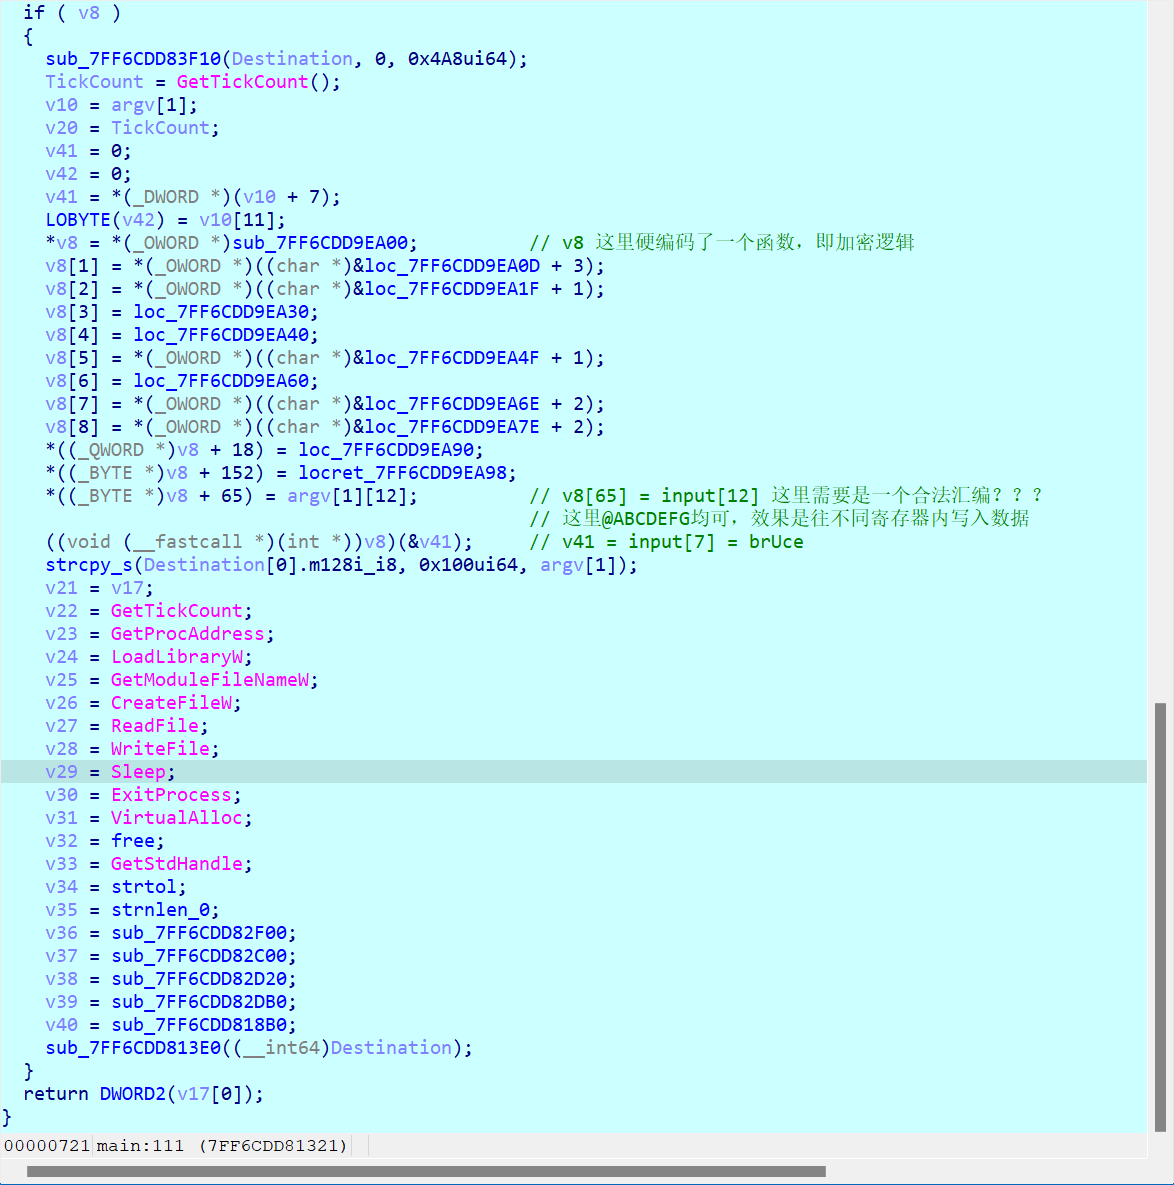 if ( v8 )
{
sub_7FF6CDD83F10(Destination, 0, 0x4A8ui64);
TickCount = GetTickCount();
v10 = argv[1];
v20 = TickCount;
v41 = 0;
v42 = 0;
v41 = *(_DWORD *)(v10 + 7);
LOBYTE(v42) = v10[11];
*v8 = *(_OWORD *)sub_7FF6CDD9EA00; // v8 这里硬编码了一个函数，即加密逻辑
v8[1] = *(_OWORD *)((char *)&loc_7FF6CDD9EA0D + 3);
v8[2] = *(_OWORD *)((char *)&loc_7FF6CDD9EA1F + 1);
v8[3] = loc_7FF6CDD9EA30;
v8[4] = loc_7FF6CDD9EA40;
v8[5] = *(_OWORD *)((char *)&loc_7FF6CDD9EA4F + 1);
v8[6] = loc_7FF6CDD9EA60;
v8[7] = *(_OWORD *)((char *)&loc_7FF6CDD9EA6E + 2);
v8[8] = *(_OWORD *)((char *)&loc_7FF6CDD9EA7E + 2);
*((_QWORD *)v8 + 18) = loc_7FF6CDD9EA90;
*((_BYTE *)v8 + 152) = locret_7FF6CDD9EA98;
*((_BYTE *)v8 + 65) = argv[1][12]; // v8[65] = input[12] 这里需要是一个合法汇编？？？
// 这里@ABCDEFG均可，效果是往不同寄存器内写入数据
((void (__fastcall *)(int *))v8)(&v41); // v41 = input[7] = brUce
strcpy_s(Destination[0].m128i_i8, 0x100ui64, argv[1]);
v21 = v17;
v22 = GetTickCount;
v23 = GetProcAddress;
v24 = LoadLibraryW;
v25 = GetModuleFileNameW;
v26 = CreateFileW;
v27 = ReadFile;
v28 = WriteFile;
v29 = Sleep;
v30 = ExitProcess;
v31 = VirtualAlloc;
v32 = free;
v33 = GetStdHandle;
v34 = strtol;
v35 = strnlen_0;
v36 = sub_7FF6CDD82F00;
v37 = sub_7FF6CDD82C00;
v38 = sub_7FF6CDD82D20;
v39 = sub_7FF6CDD82DB0;
v40 = sub_7FF6CDD818B0;
sub_7FF6CDD813E0((__int64)Destination);
}
return DWORD2(v17[0]);
}
00000721 main:111 (7FF6CDD81321)